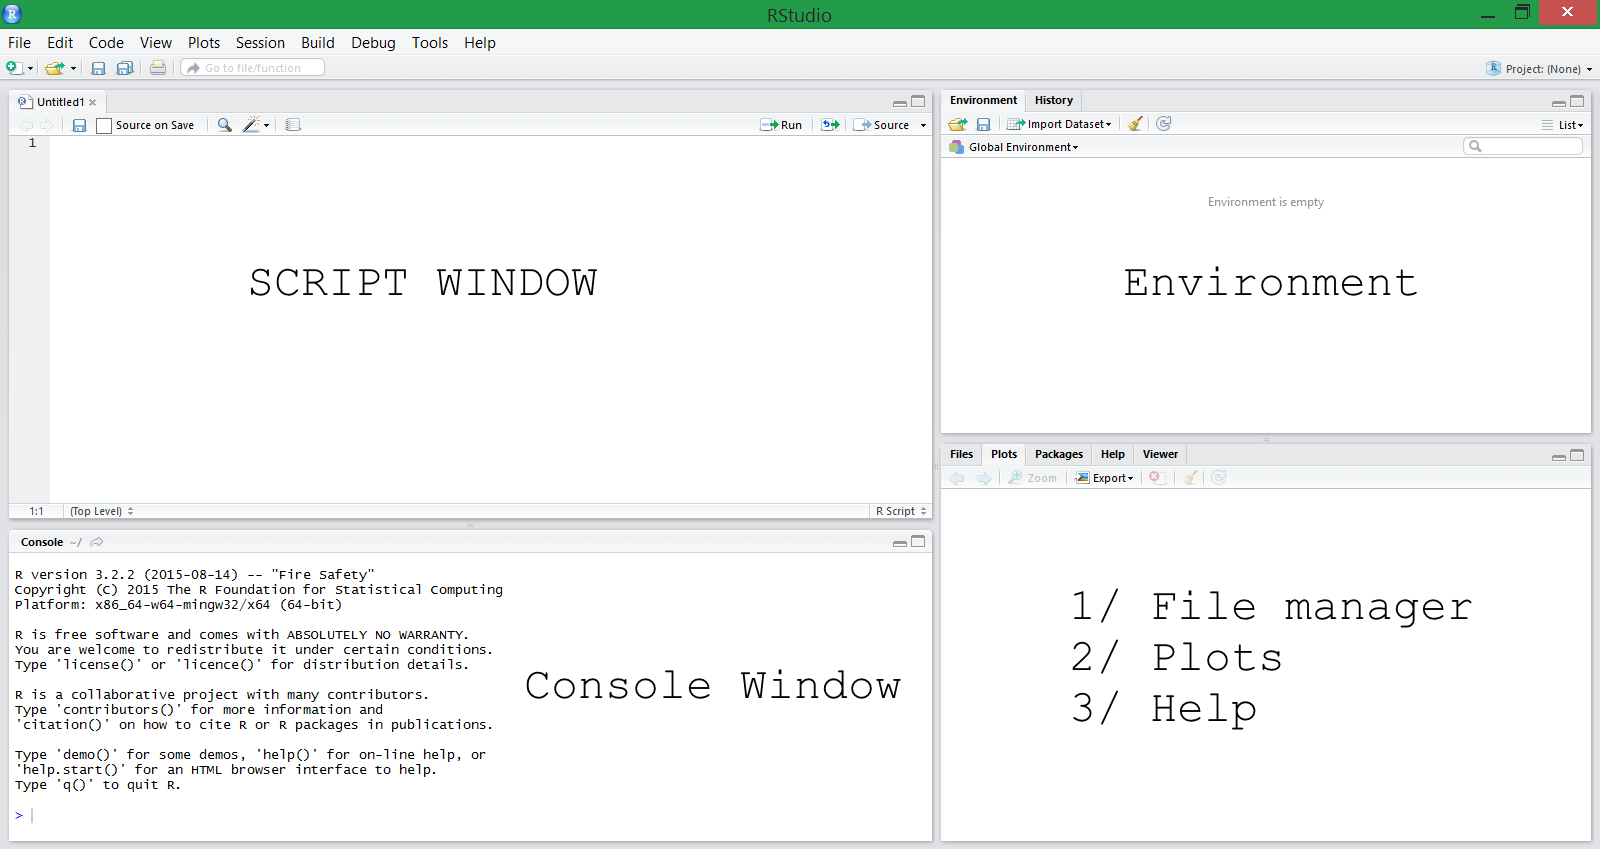 RStudio
File Edit Code View Plots Session Build Debug Tools Help
Go to file/function
Project: (None)
Untitled1
Source on Save
Run
Source
1
SCRIPT WINDOW
1:1
(Top Level)
R Script
Console ~/
R version 3.2.2 (2015-08-14) -- "Fire Safety"
Copyright (C) 2015 The R Foundation for Statistical Computing
Platform: x86_64-w64-mingw32/x64 (64-bit)
R is free software and comes with ABSOLUTELY NO WARRANTY.
You are welcome to redistribute it under certain conditions.
Type 'license()' or 'licence()' for distribution details.
R is a collaborative project with many contributors.
Type 'contributors()' for more information and
'citation()' on how to cite R or R packages in publications.
Type 'demo()' for some demos, 'help()' for on-line help, or
'help.start()' for an HTML browser interface to help.
Type 'q()' to quit R.
>
Console Window
Environment History
Import Dataset
List
Global Environment
Environment is empty
Environment
Files Plots Packages Help Viewer
Zoom Export
1/ File manager
2/ Plots
3/ Help